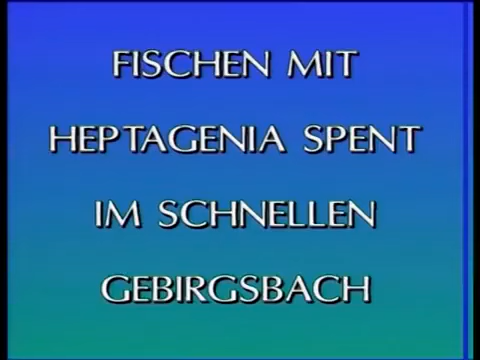 FISCHEN MIT
HEPTAGENIA SPENT
IM SCHNELLEN
GEBIRGSBACH